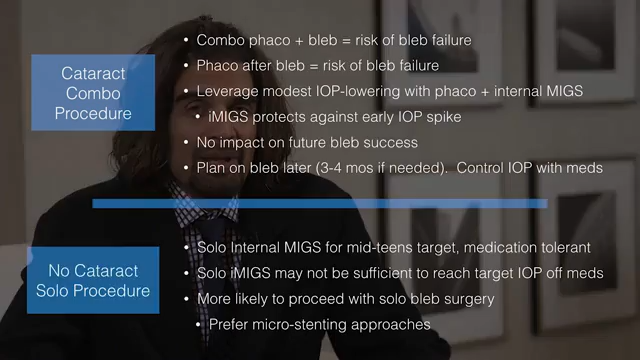 Cataract
Combo
Procedure
• Combo phaco + bleb = risk of bleb failure
• Phaco after bleb = risk of bleb failure
• Leverage modest IOP-lowering with phaco + internal MIGS
• iMIGS protects against early IOP spike
• No impact on future bleb success
• Plan on bleb later (3-4 mos if needited). Control IOP with meds
No Cataract
Solo Procedure
• Solo Internal MIGS for mid-teens target, medication tolerant
• Solo iMIGS may not be sufficient to reach target IOP off meds
• More likely to proceed with solo bleb surgery
• Prefer micro-stenting approaches